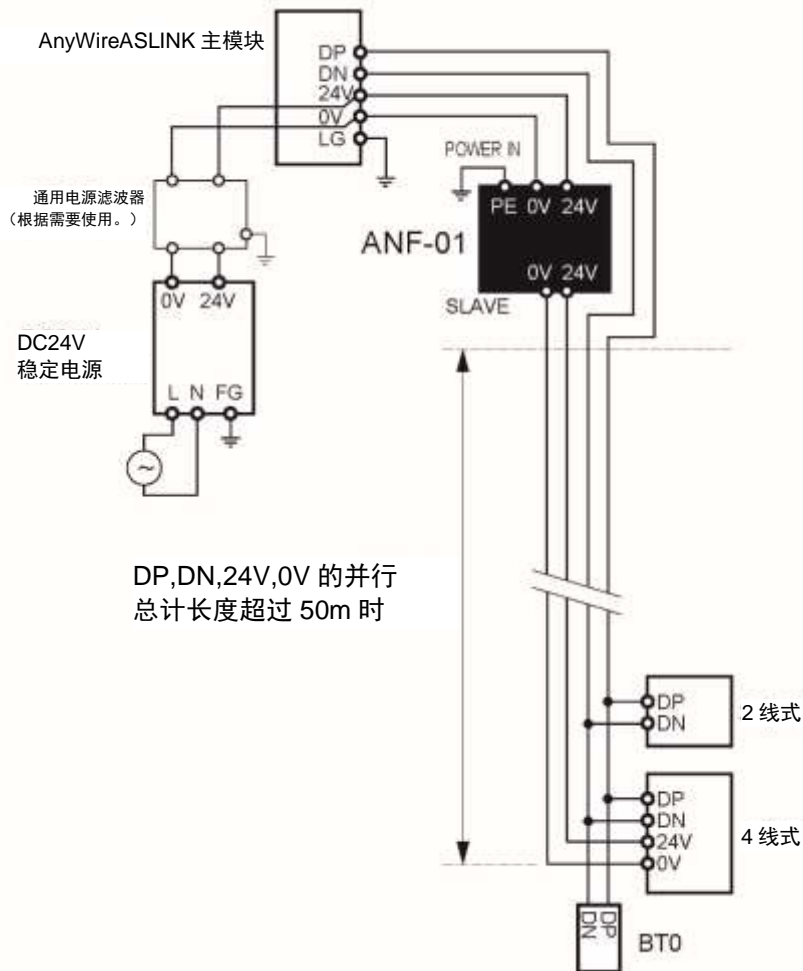 AnyWireASLINK 主模块
DP
DN
24V
0V
LG
POWER IN
通用电源滤波器
(根据需要使用。)
PE 0V 24V
ANF-01
0V 24V
SLAVE
0V 24V
DC24V
稳定电源
L N FG
~
DP,DN,24V,0V 的并行
总计长度超过 50m 时
DP
DN
2 线式
DP
DN
24V
0V
4 线式
DN
DP
BT0